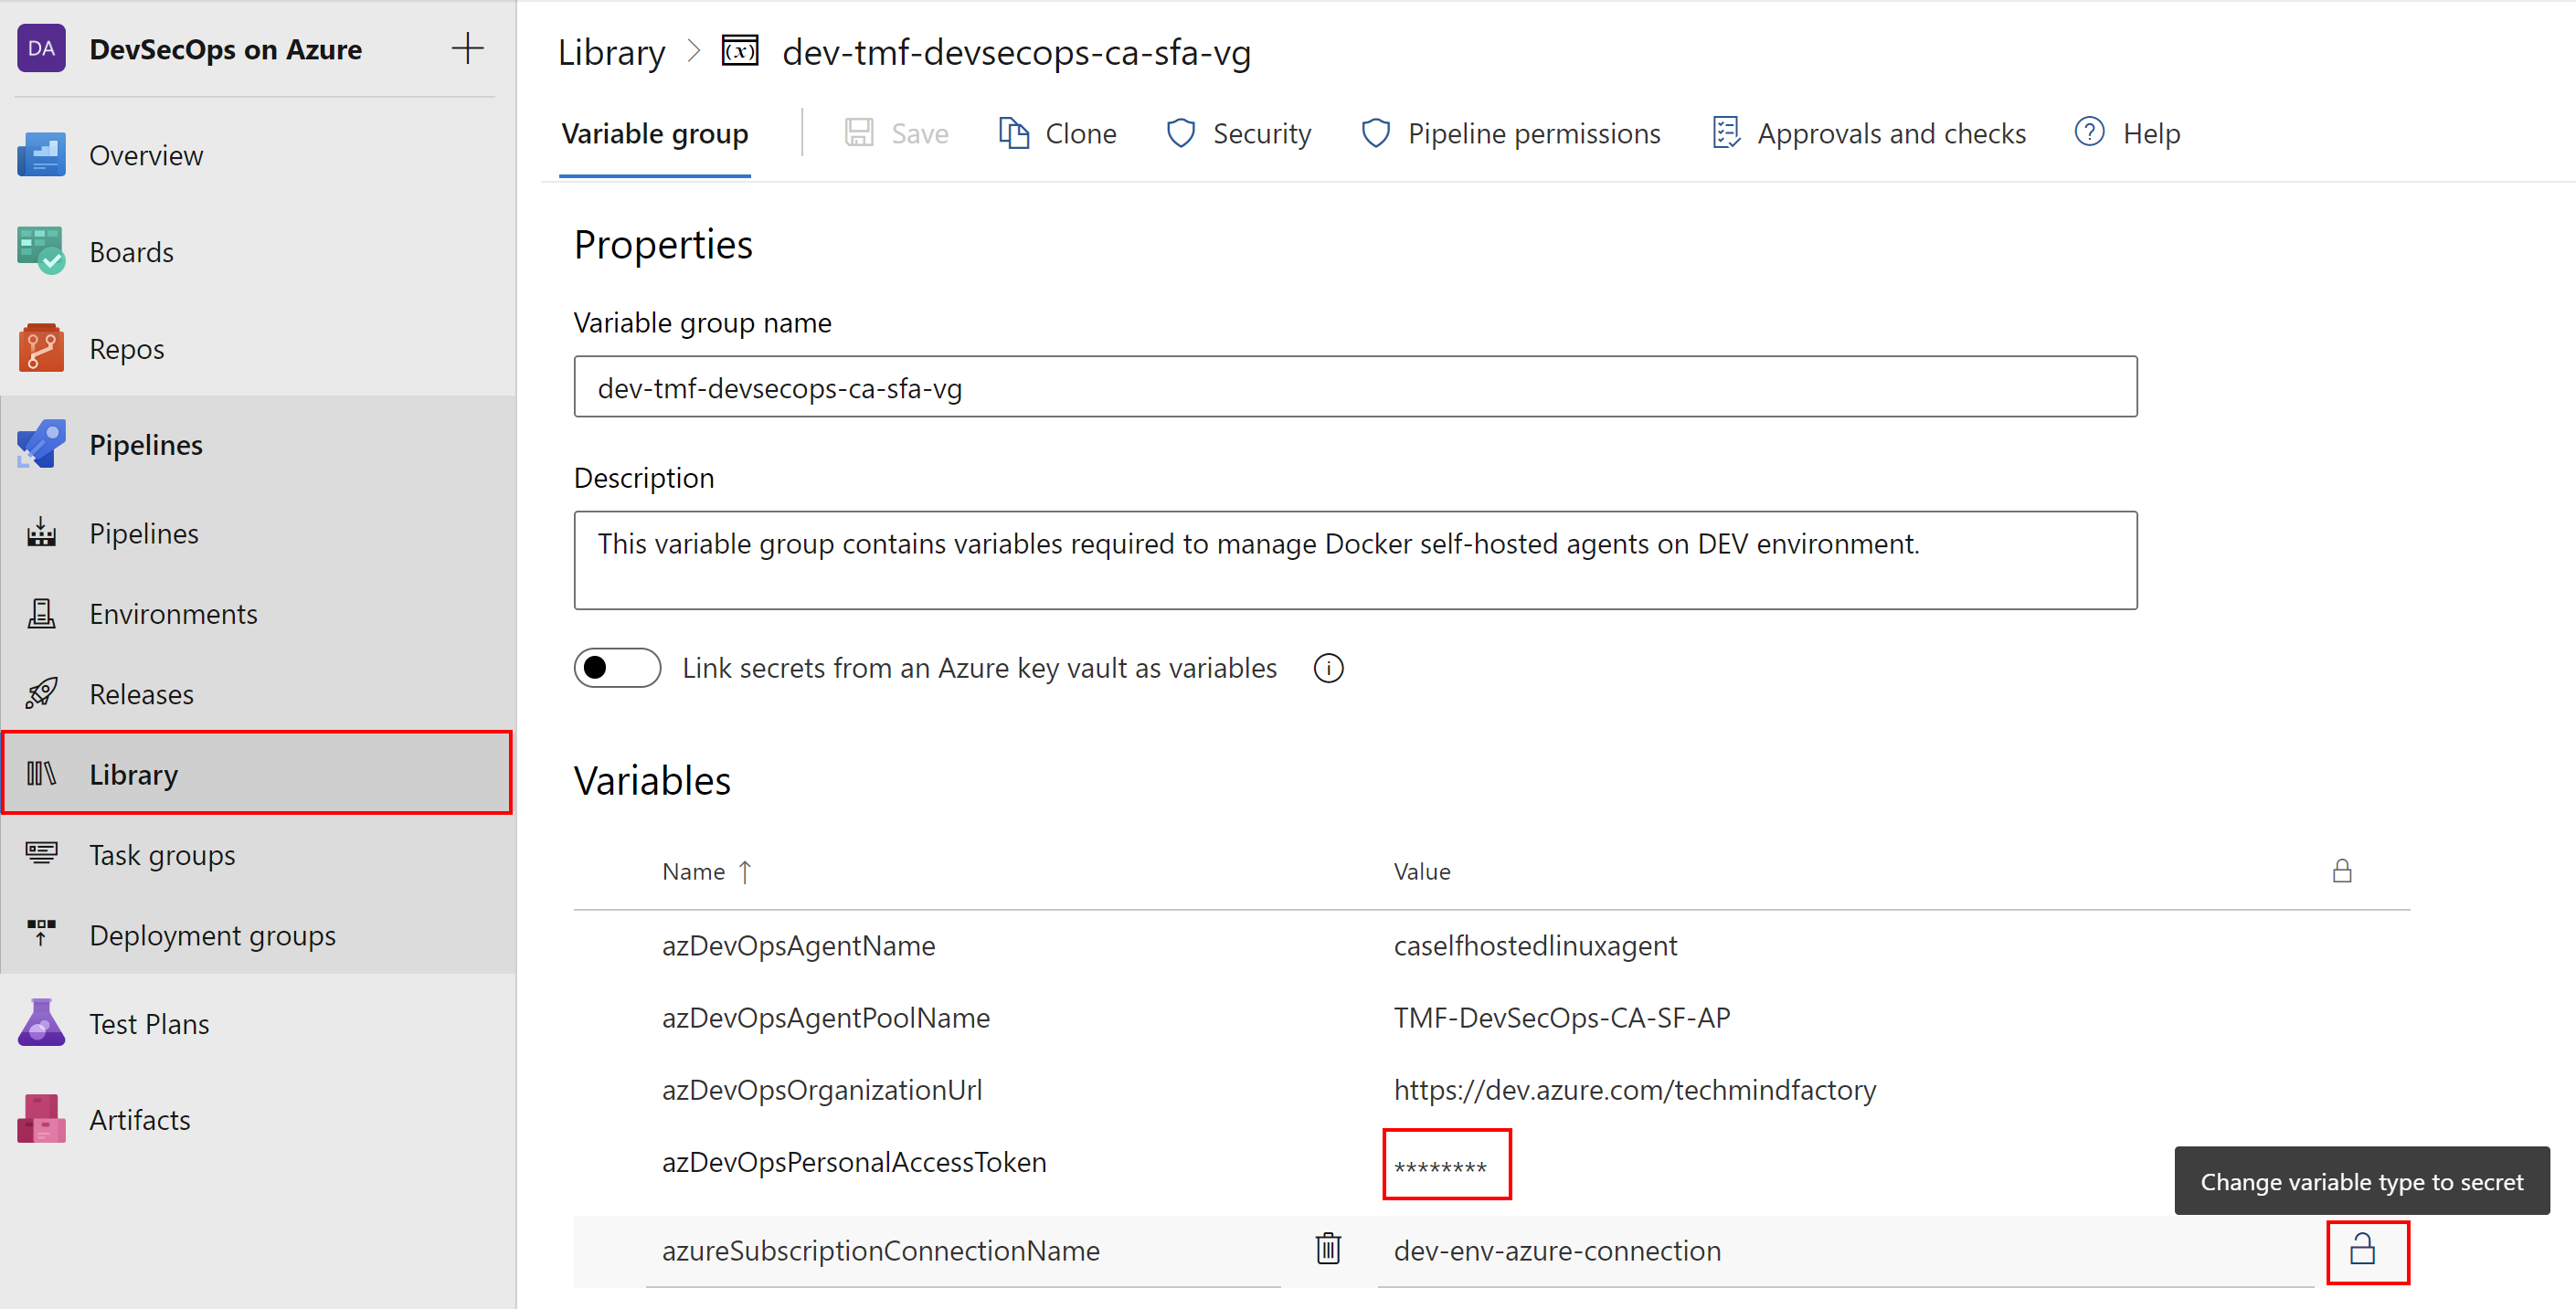 DA DevSecOps on Azure
Overview
Boards
Repos
Pipelines
Pipelines
Environments
Releases
Library
Task groups
Deployment groups
Test Plans
Artifacts
Library > (x) dev-tmf-devsecops-ca-sfa-vg
Variable group Save Clone Security Pipeline permissions Approvals and checks ? Help
Properties
Variable group name
dev-tmf-devsecops-ca-sfa-vg
Description
This variable group contains variables required to manage Docker self-hosted agents on DEV environment.
Link secrets from an Azure key vault as variables i
Variables
Name ↑ Value
azDevOpsAgentName caselfhostedlinuxagent
azDevOpsAgentPoolName TMF-DevSecOps-CA-SF-AP
azDevOpsOrganizationUrl https://dev.azure.com/techmindfactory
azDevOpsPersonalAccessToken ********
Change variable type to secret
azureSubscriptionConnectionName dev-env-azure-connection